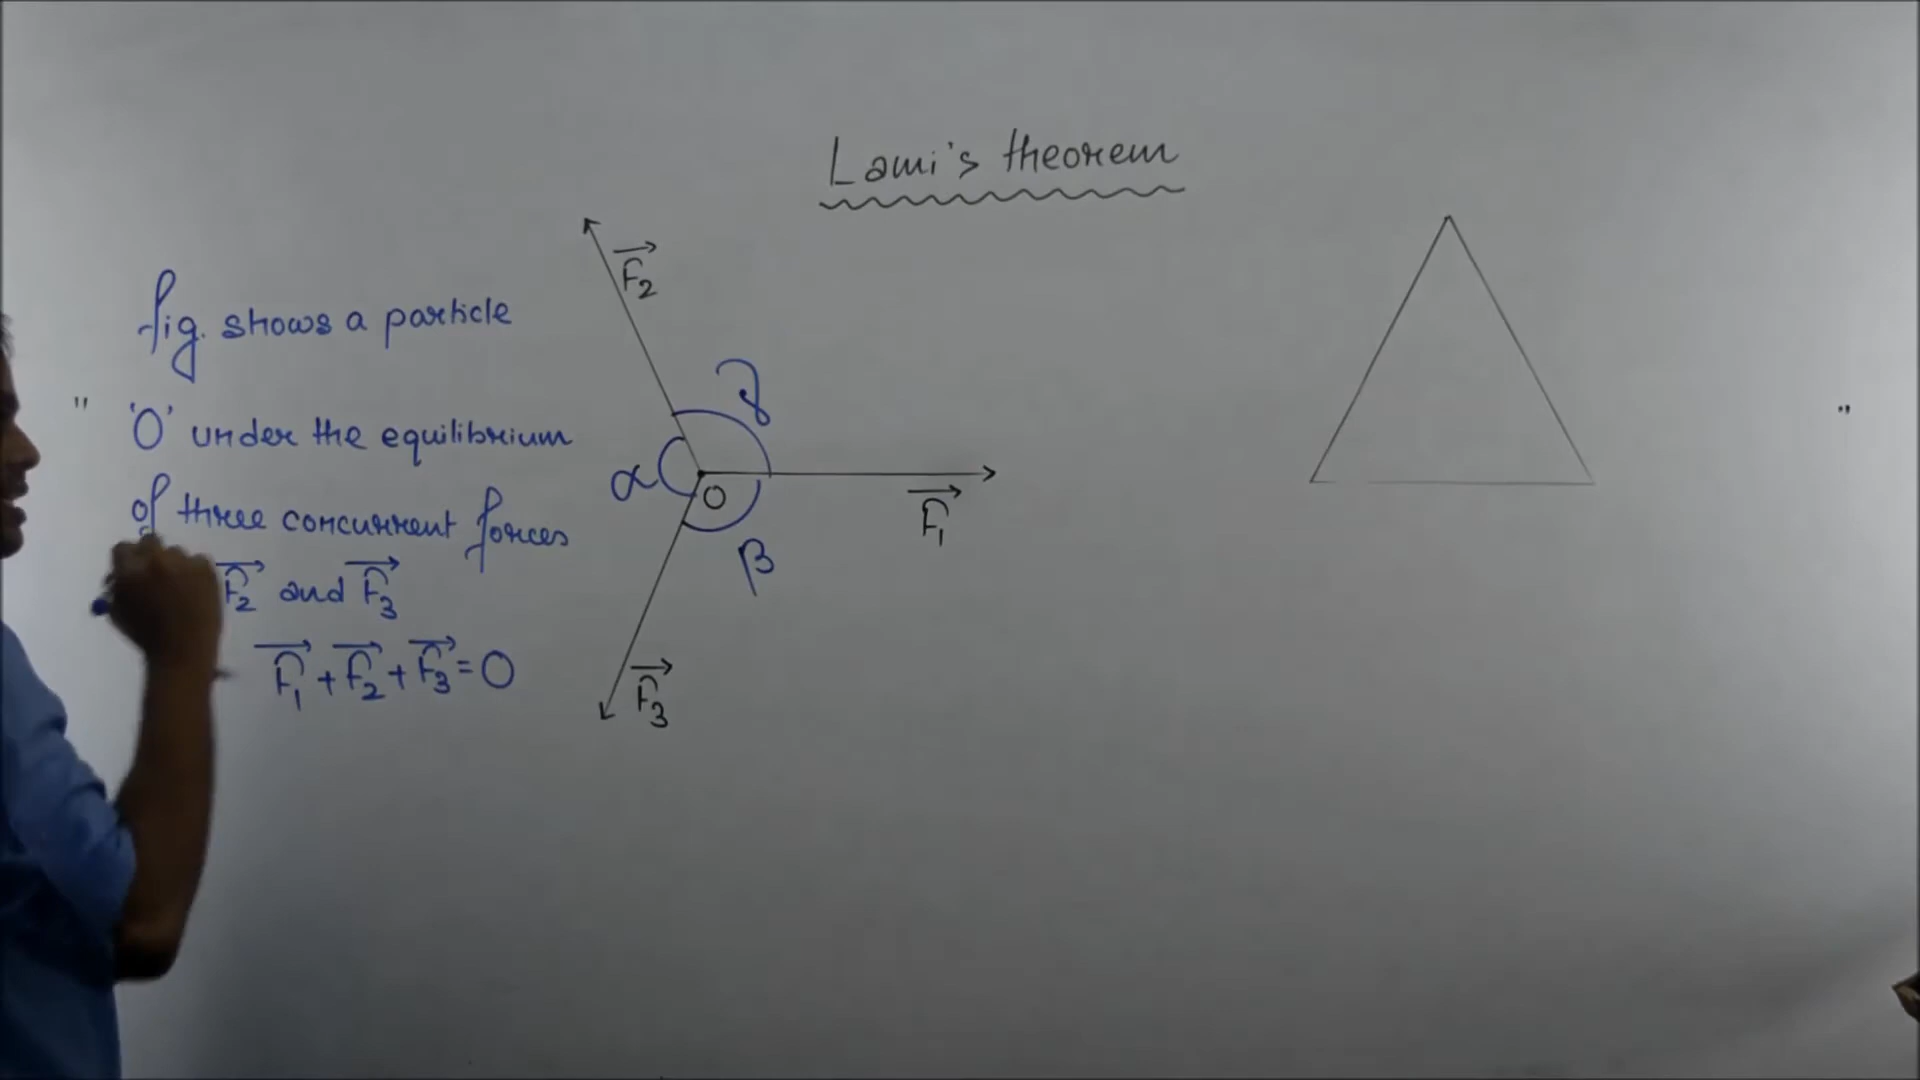 Lami's theorem
fig. shows a particle
'O' under the equilibrium
of three concurrent forces
F₂ and F₃
F₁ + F₂ + F₃ = 0
F₂
γ
α
O
F₁
β
F₃
"
"